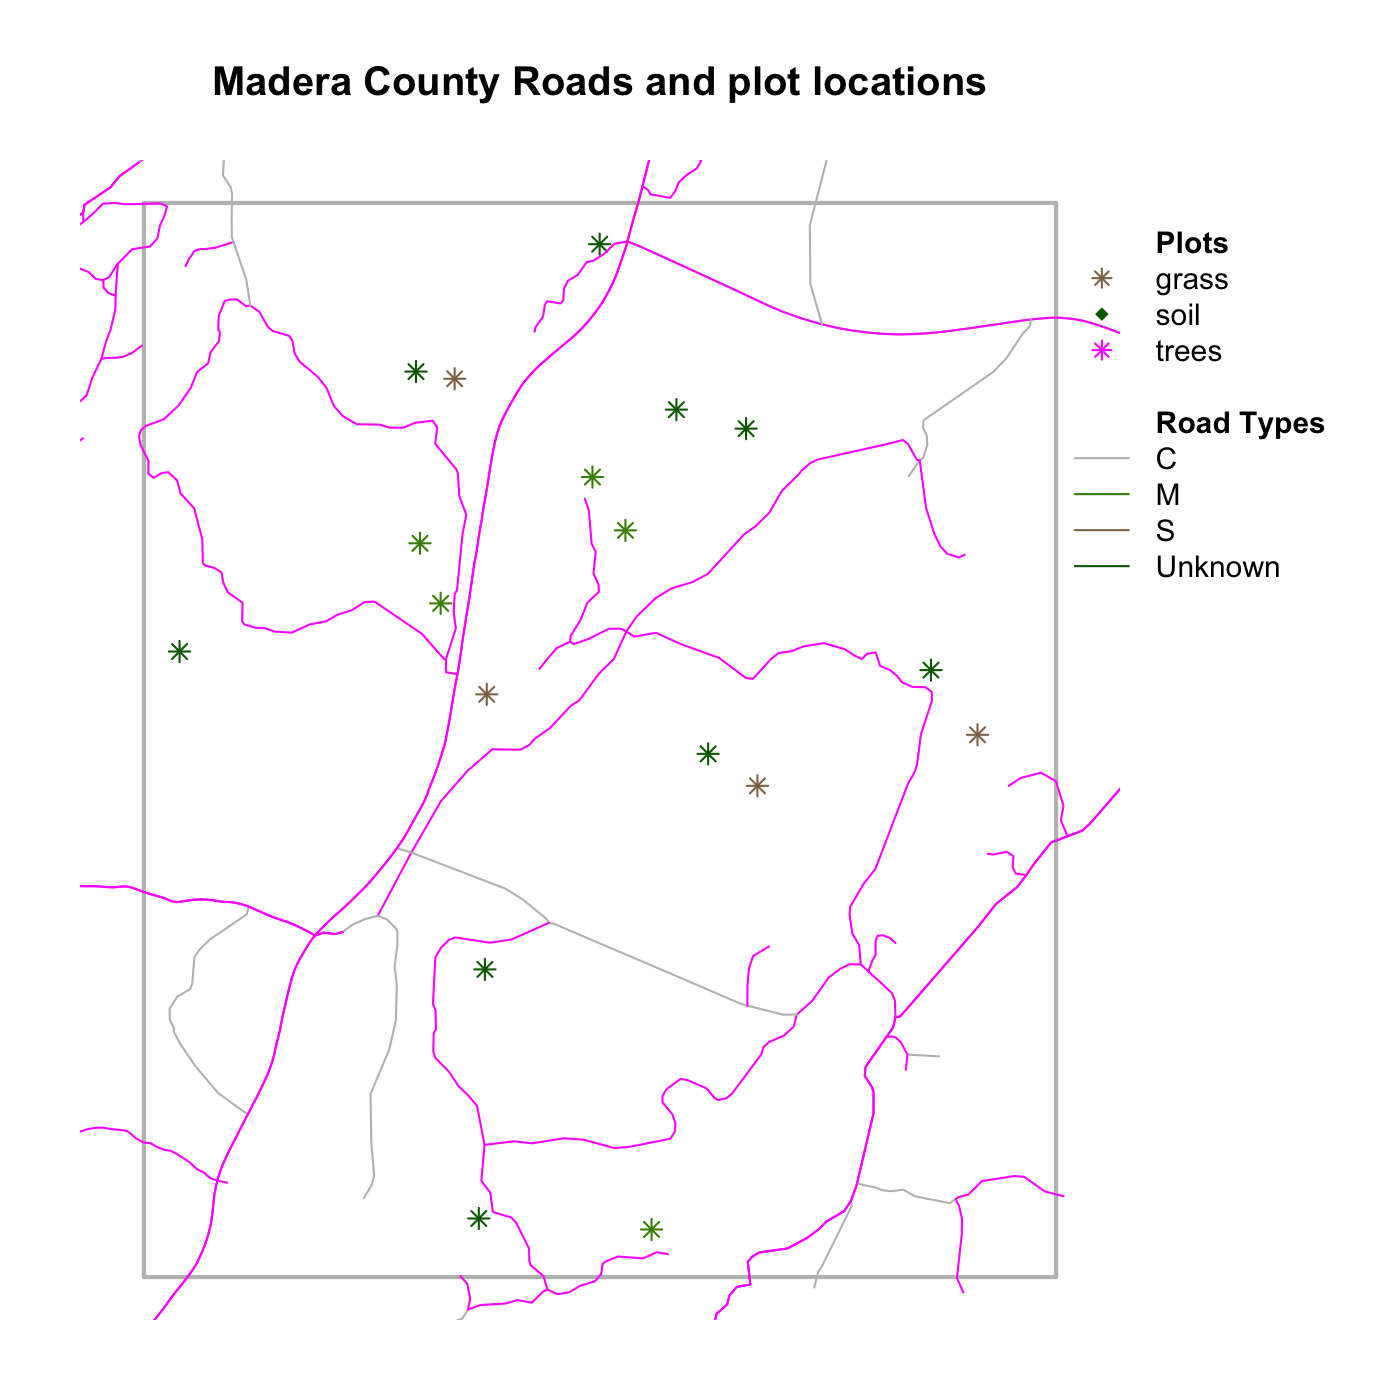 Madera County Roads and plot locations
Plots
grass
soil
trees
Road Types
C
M
S
Unknown